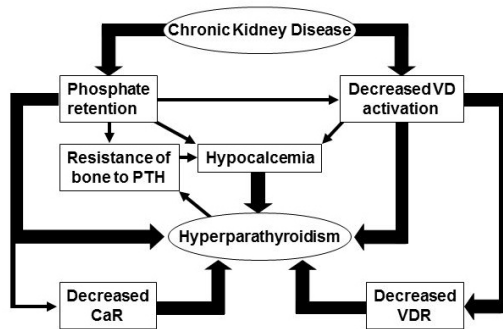 Chronic Kidney Disease
Phosphate
retention
Decreased VD
activation
Resistance of
bone to PTH
Hypocalcemia
Hyperparathyroidism
Decreased
CaR
Decreased
VDR